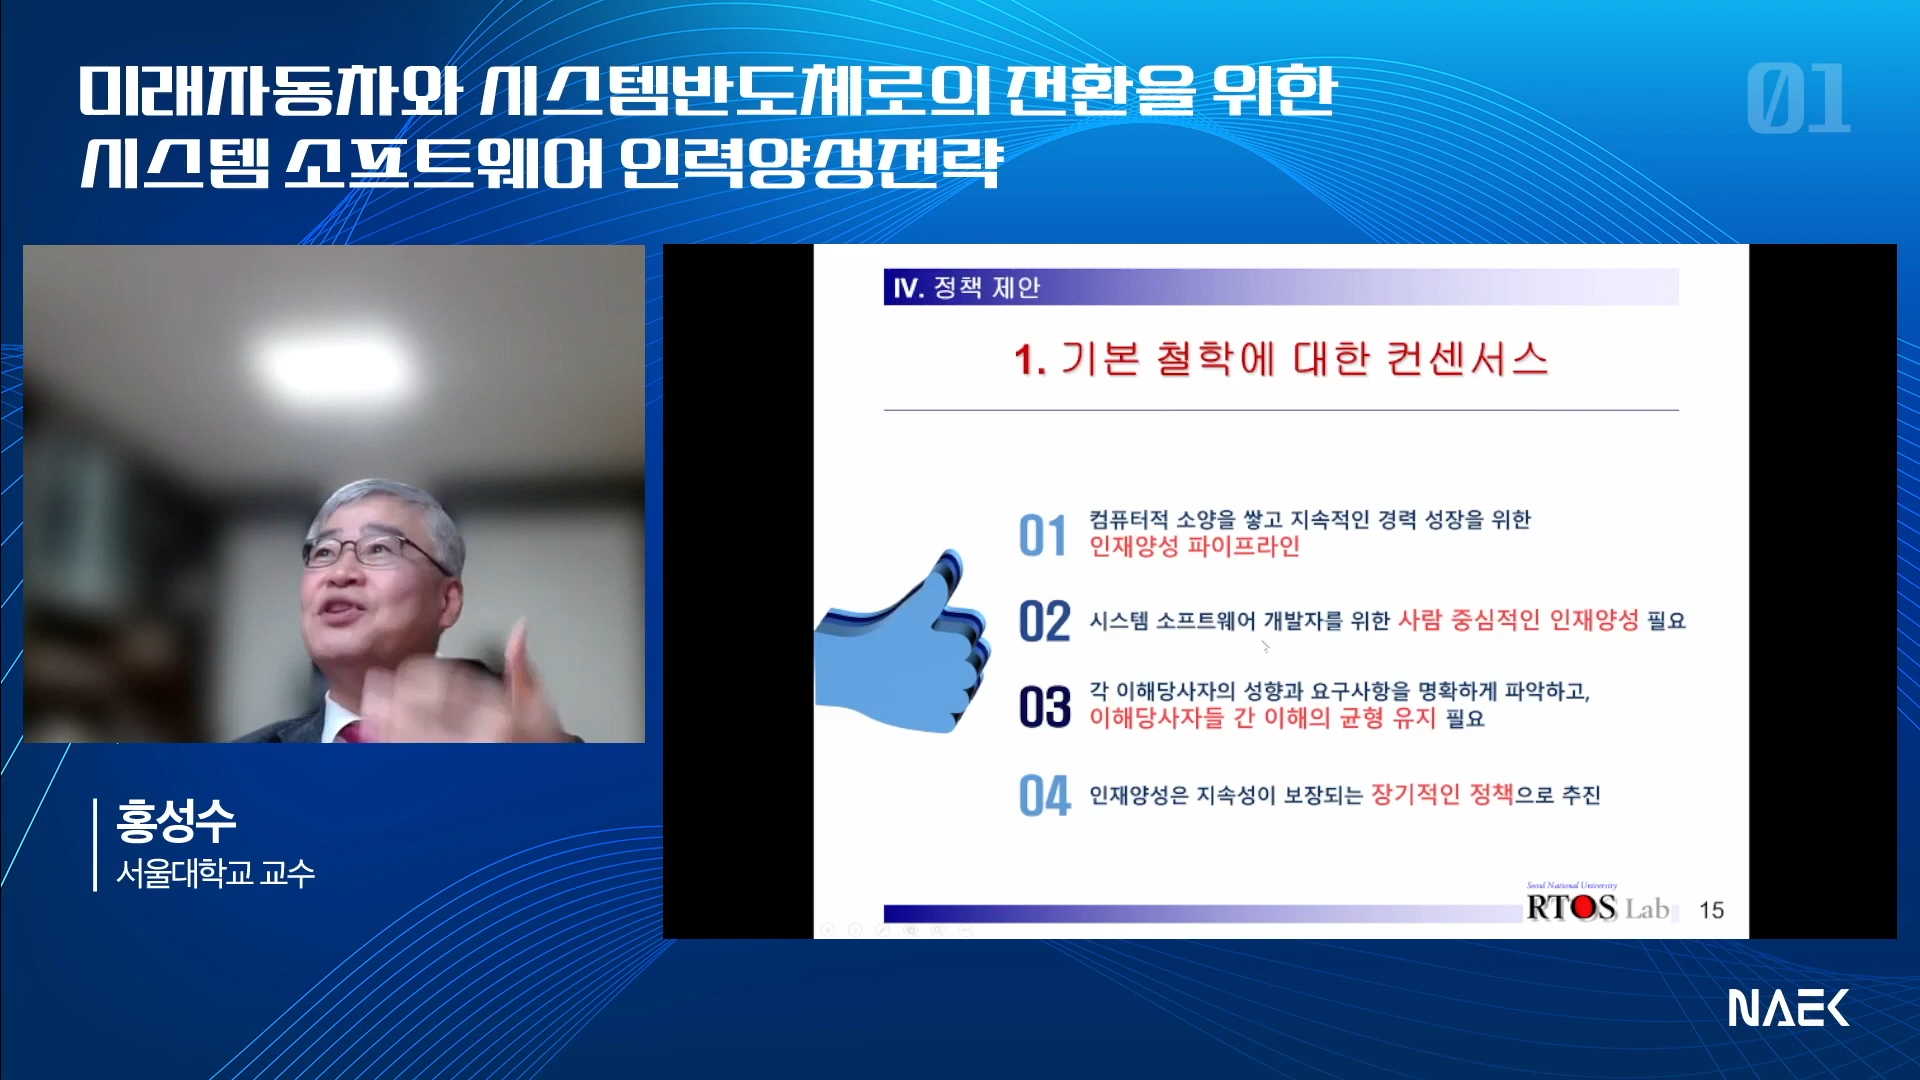 미래자동차와 시스템반도체로의 전환을 위한
시스템 소프트웨어 인력양성전략
01
IV. 정책 제안
1. 기본 철학에 대한 컨센서스
01 컴퓨터적 소양을 쌓고 지속적인 경력 성장을 위한
인재양성 파이프라인
02 시스템 소프트웨어 개발자를 위한 사람 중심적인 인재양성 필요
03 각 이해당사자의 성향과 요구사항을 명확하게 파악하고,
이해당사자들 간 이해의 균형 유지 필요
04 인재양성은 지속성이 보장되는 장기적인 정책으로 추진
Seoul National University
RTOS Lab
15
홍성수
서울대학교 교수
NAEK